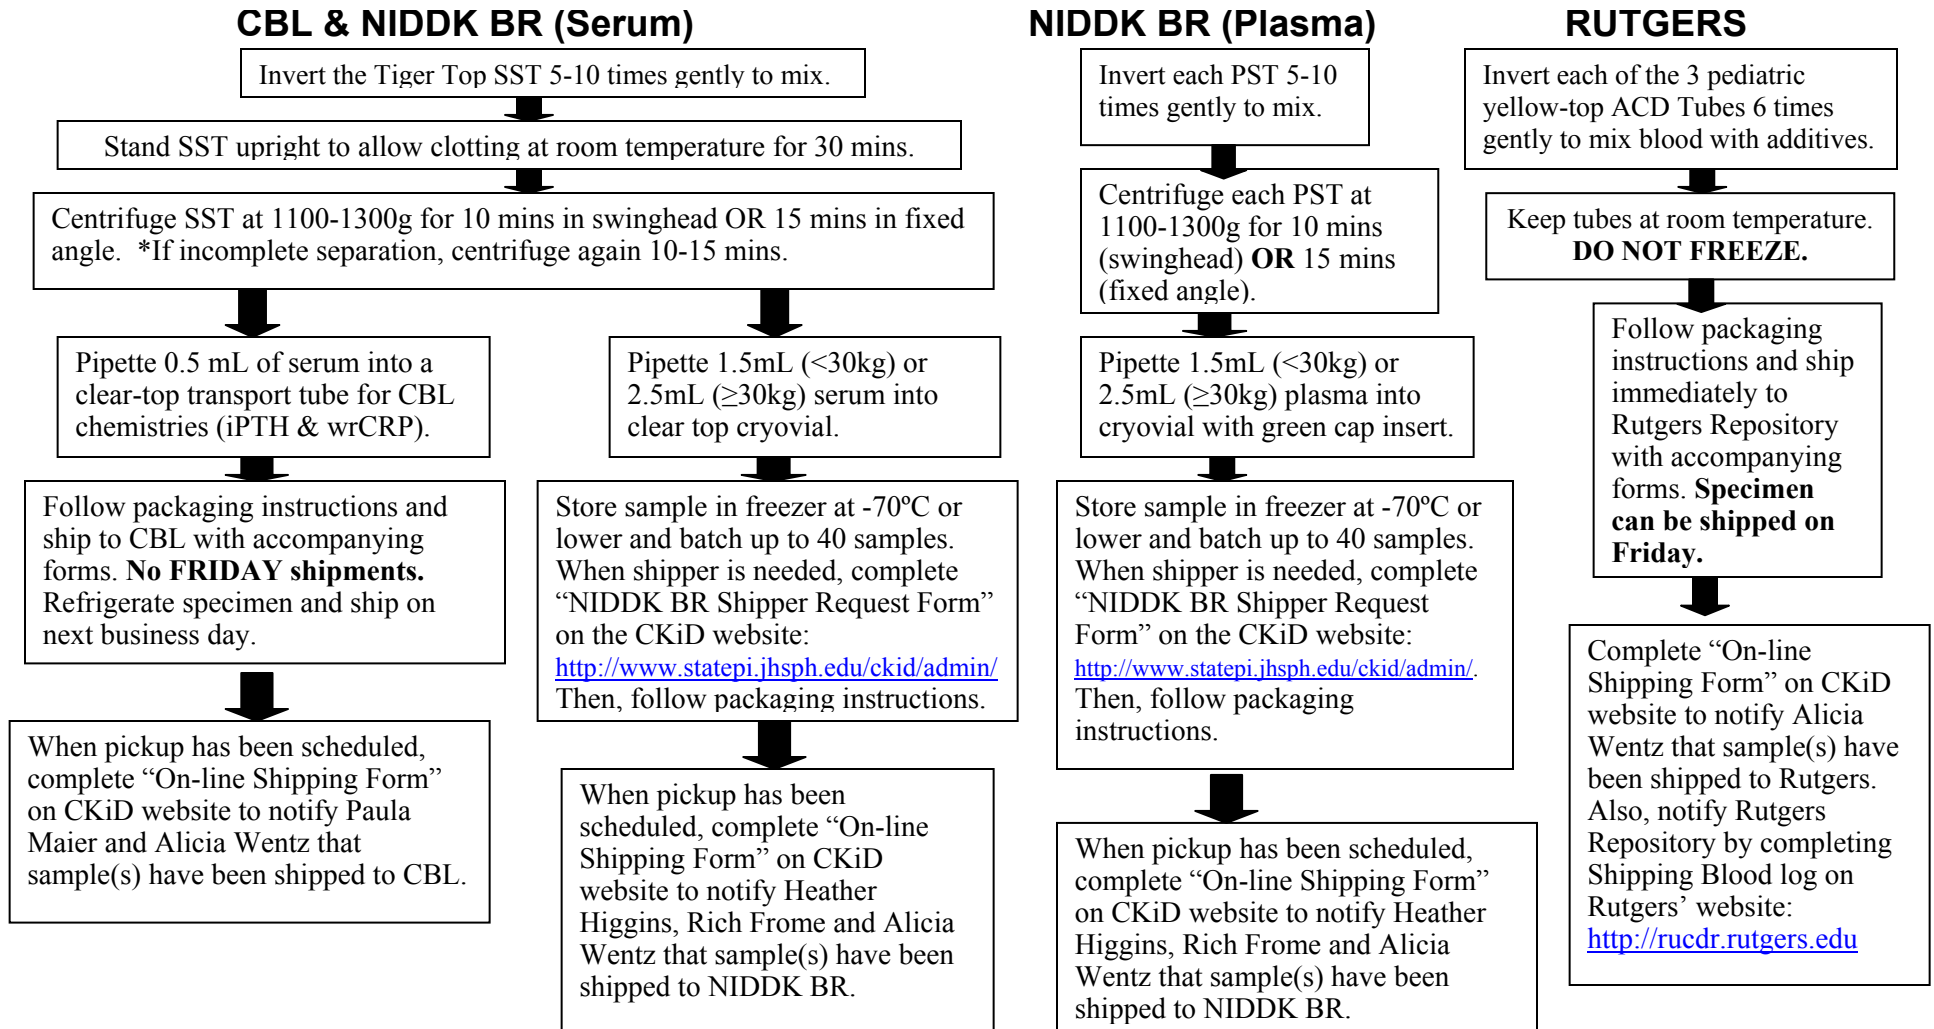 CBL & NIDDK BR (Serum)
Invert the Tiger Top SST 5-10 times gently to mix.
Stand SST upright to allow clotting at room temperature for 30 mins.
Centrifuge SST at 1100-1300g for 10 mins in swinghead OR 15 mins in fixed
angle.  *If incomplete separation, centrifuge again 10-15 mins.
Pipette 0.5 mL of serum into a
clear-top transport tube for CBL
chemistries (iPTH & wrCRP).
Follow packaging instructions and
ship to CBL with accompanying
forms. No FRIDAY shipments.
Refrigerate specimen and ship on
next business day.
When pickup has been scheduled,
complete “On-line Shipping Form”
on CKiD website to notify Paula
Maier and Alicia Wentz that
sample(s) have been shipped to CBL.
Pipette 1.5mL (<30kg) or
2.5mL (≥30kg) serum into
clear top cryovial.
Store sample in freezer at -70ºC or
lower and batch up to 40 samples.
When shipper is needed, complete
“NIDDK BR Shipper Request Form”
on the CKiD website:
http://www.statepi.jhsph.edu/ckid/admin/
Then, follow packaging instructions.
When pickup has been
scheduled, complete “On-line
Shipping Form” on CKiD
website to notify Heather
Higgins, Rich Frome and Alicia
Wentz that sample(s) have been
shipped to NIDDK BR.
NIDDK BR (Plasma)
Invert each PST 5-10
times gently to mix.
Centrifuge each PST at
1100-1300g for 10 mins
(swinghead) OR 15 mins
(fixed angle).
Pipette 1.5mL (<30kg) or
2.5mL (≥30kg) plasma into
cryovial with green cap insert.
Store sample in freezer at -70ºC or
lower and batch up to 40 samples.
When shipper is needed, complete
“NIDDK BR Shipper Request
Form” on the CKiD website:
http://www.statepi.jhsph.edu/ckid/admin/.
Then, follow packaging
instructions.
When pickup has been scheduled,
complete “On-line Shipping Form”
on CKiD website to notify Heather
Higgins, Rich Frome and Alicia
Wentz that sample(s) have been
shipped to NIDDK BR.
RUTGERS
Invert each of the 3 pediatric
yellow-top ACD Tubes 6 times
gently to mix blood with additives.
Keep tubes at room temperature.
DO NOT FREEZE.
Follow packaging
instructions and ship
immediately to
Rutgers Repository
with accompanying
forms. Specimen
can be shipped on
Friday.
Complete “On-line
Shipping Form” on CKiD
website to notify Alicia
Wentz that sample(s) have
been shipped to Rutgers.
Also, notify Rutgers
Repository by completing
Shipping Blood log on
Rutgers’ website:
http://rucdr.rutgers.edu